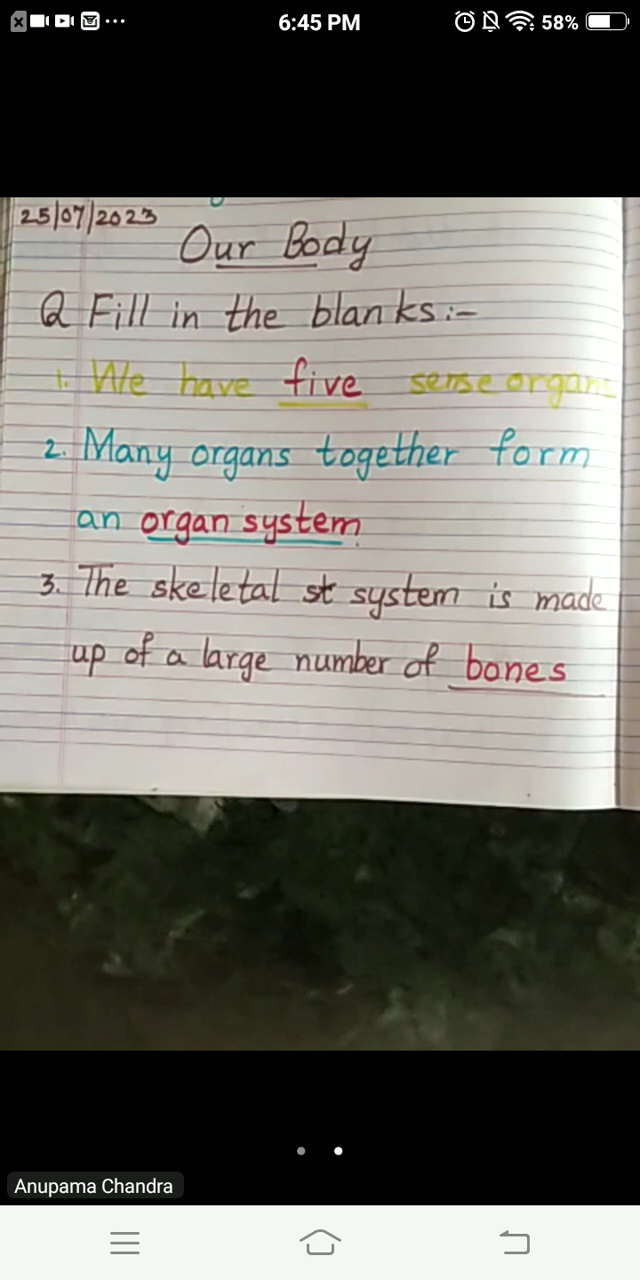 6:45 PM
58%
25/07/2023
Our Body
Q Fill in the blanks :-
1. We have five sense organs
2. Many organs together form
an organ system.
3. The skeletal st system is made
up of a large number of bones
Anupama Chandra